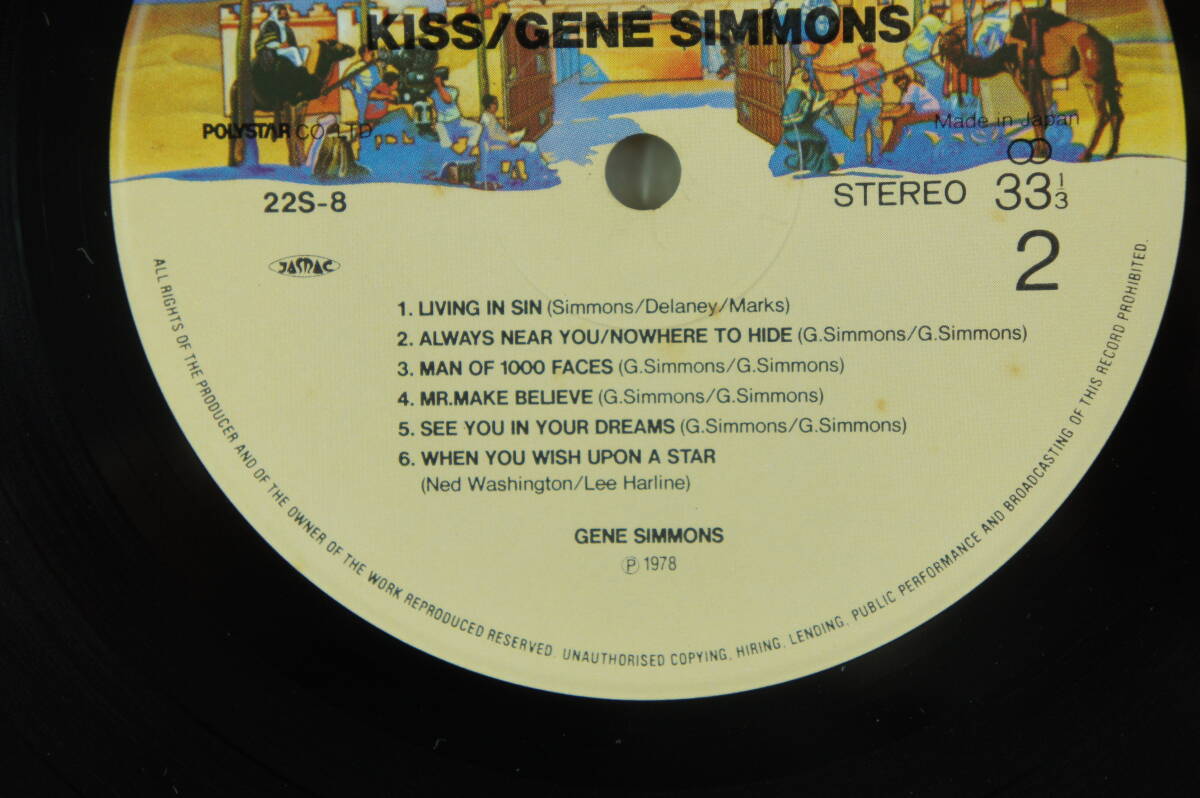 KISS/GENE SIMMONS
POLYSTAR CO., LTD.
Made in Japan
22S-8
STEREO 33 1/3
JASRAC
2
1. LIVING IN SIN (Simmons/Delaney/Marks)
2. ALWAYS NEAR YOU/NOWHERE TO HIDE (G.Simmons/G.Simmons)
3. MAN OF 1000 FACES (G.Simmons/G.Simmons)
4. MR.MAKE BELIEVE (G.Simmons/G.Simmons)
5. SEE YOU IN YOUR DREAMS (G.Simmons/G.Simmons)
6. WHEN YOU WISH UPON A STAR
(Ned Washington/Lee Harline)
GENE SIMMONS
Ⓟ 1978
ALL RIGHTS OF THE PRODUCER AND OF THE OWNER OF THE WORK REPRODUCED RESERVED. UNAUTHORISED COPYING, HIRING, LENDING, PUBLIC PERFORMANCE AND BROADCASTING OF THIS RECORD PROHIBITED.